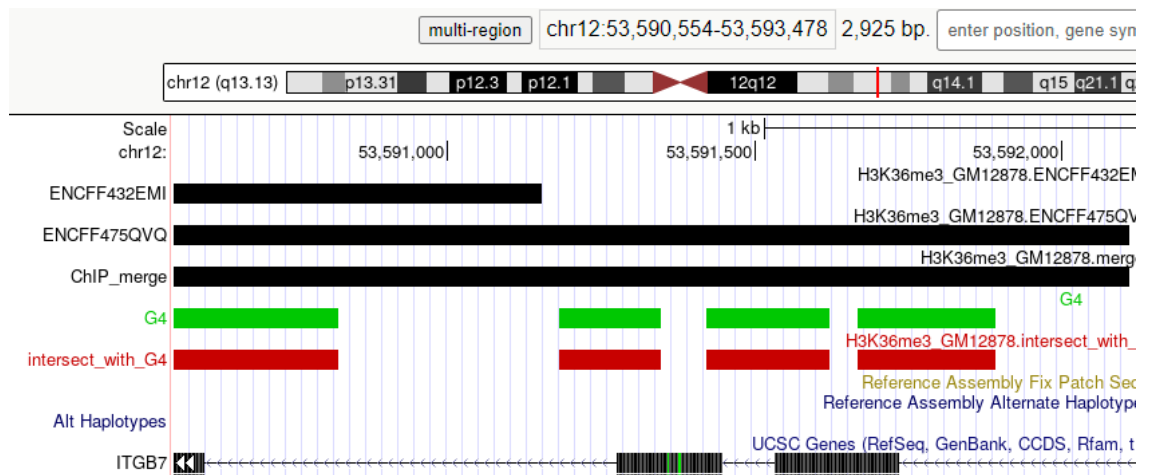 multi-region chr12:53,590,554-53,593,478 2,925 bp. enter position, gene sym
chr12 (q13.13) p13.31 p12.3 p12.1 12q12 q14.1 q15 q21.1 q
Scale 1 kb
chr12: 53,591,000 53,591,500 53,592,000
H3K36me3_GM12878.ENCFF432EM
ENCFF432EMI
H3K36me3_GM12878.ENCFF475QV
ENCFF475QVQ
H3K36me3_GM12878.merg
ChIP_merge
G4
G4
H3K36me3_GM12878.intersect_with_
intersect_with_G4
Reference Assembly Fix Patch Seq
Reference Assembly Alternate Haplotype
Alt Haplotypes
UCSC Genes (RefSeq, GenBank, CCDS, Rfam, t
ITGB7